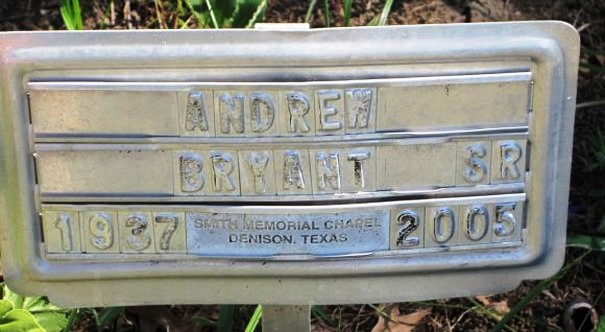 ANDREW
BRYANT SR
1937 SMITH MEMORIAL CHAPEL 2005
DENISON, TEXAS